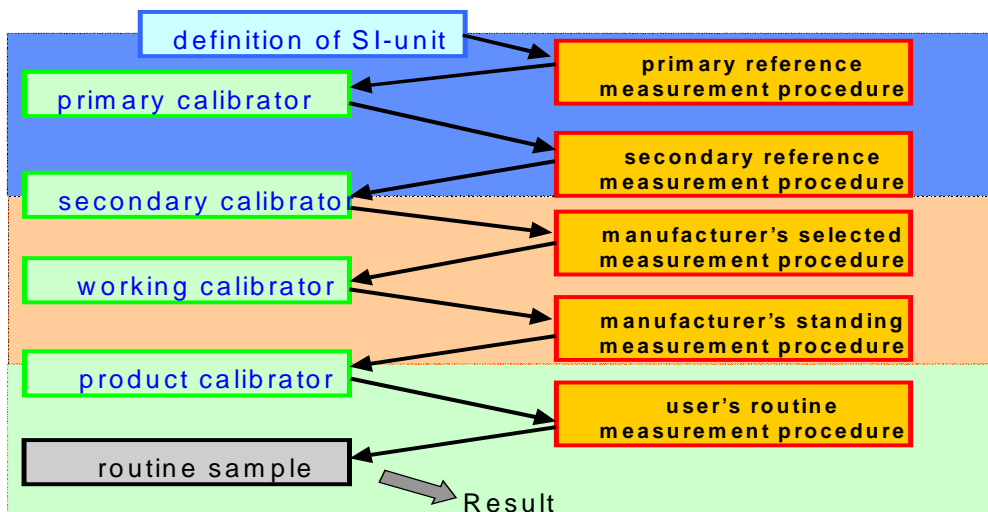 definition of SI-unit
primary reference
measurement procedure
primary calibrator
secondary reference
measurement procedure
secondary calibrator
manufacturer's selected
measurement procedure
working calibrator
manufacturer's standing
measurement procedure
product calibrator
user's routine
measurement procedure
routine sample
Result